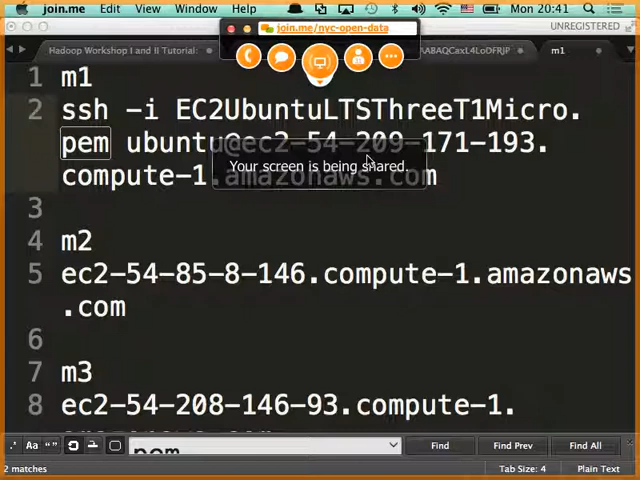 join.me Edit View Window Help Mon 20:41
UNREGISTERED
join.me/nyc-open-data
Hadoop Workshop I and II Tutorial: ABAQCaxL4LoDFRjP m1
1 m1
2 ssh -i EC2UbuntuLTSThreeT1Micro.
pem ubuntu@ec2-54-209-171-193.
Your screen is being shared.
compute-1.amazonaws.com
3
4 m2
5 ec2-54-85-8-146.compute-1.amazonaws
.com
6
7 m3
8 ec2-54-208-146-93.compute-1.
amazonaws.com
.* Aa “” pem Find Find Prev Find All
2 matches Tab Size: 4 Plain Text